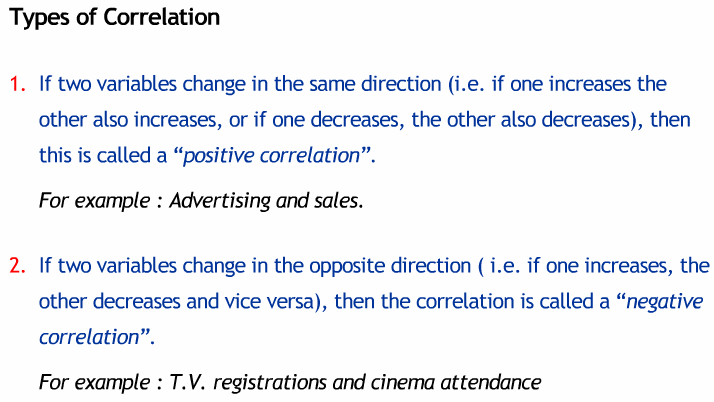 Types of Correlation
1. If two variables change in the same direction (i.e. if one increases the
other also increases, or if one decreases, the other also decreases), then
this is called a “positive correlation”.
For example : Advertising and sales.
2. If two variables change in the opposite direction ( i.e. if one increases, the
other decreases and vice versa), then the correlation is called a “negative
correlation”.
For example : T.V. registrations and cinema attendance